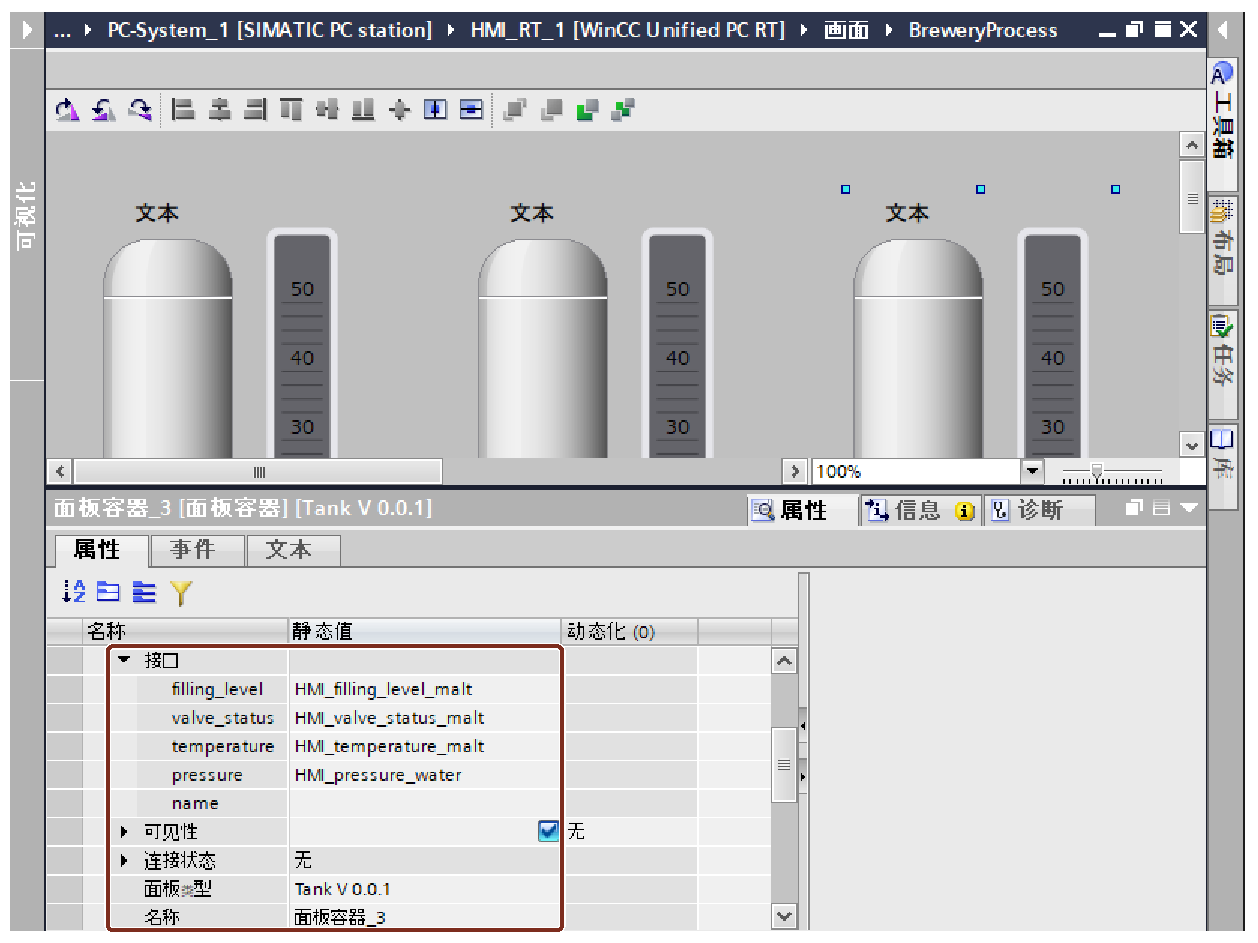 ... PC-System_1 [SIMATIC PC station] HMI_RT_1 [WinCC Unified PC RT] 画面 BreweryProcess
工具箱
布局
任务
库
可视化
文本 文本 文本
50 50 50
40 40 40
30 30 30
100%
面板容器_3 [面板容器] [Tank V 0.0.1]
属性 信息 诊断
属性 事件 文本
名称 静态值 动态化 (0)
接口
filling_level HMI_filling_level_malt
valve_status HMI_valve_status_malt
temperature HMI_temperature_malt
pressure HMI_pressure_water
name
可见性 无
连接状态 无
面板类型 Tank V 0.0.1
名称 面板容器_3